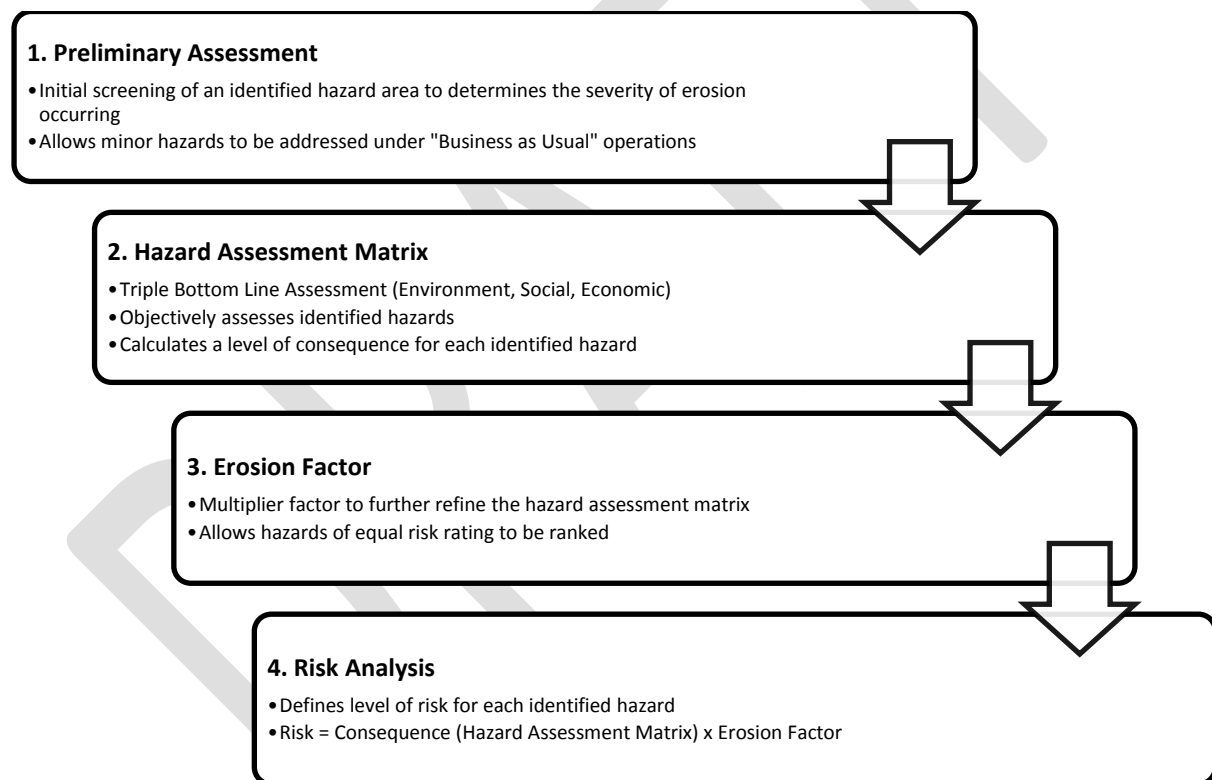 1. Preliminary Assessment
•Initial screening of an identified hazard area to determines the severity of erosion
occurring
•Allows minor hazards to be addressed under "Business as Usual" operations
2. Hazard Assessment Matrix
•Triple Bottom Line Assessment (Environment, Social, Economic)
•Objectively assesses identified hazards
•Calculates a level of consequence for each identified hazard
3. Erosion Factor
•Multiplier factor to further refine the hazard assessment matrix
•Allows hazards of equal risk rating to be ranked
4. Risk Analysis
•Defines level of risk for each identified hazard
•Risk = Consequence (Hazard Assessment Matrix) x Erosion Factor